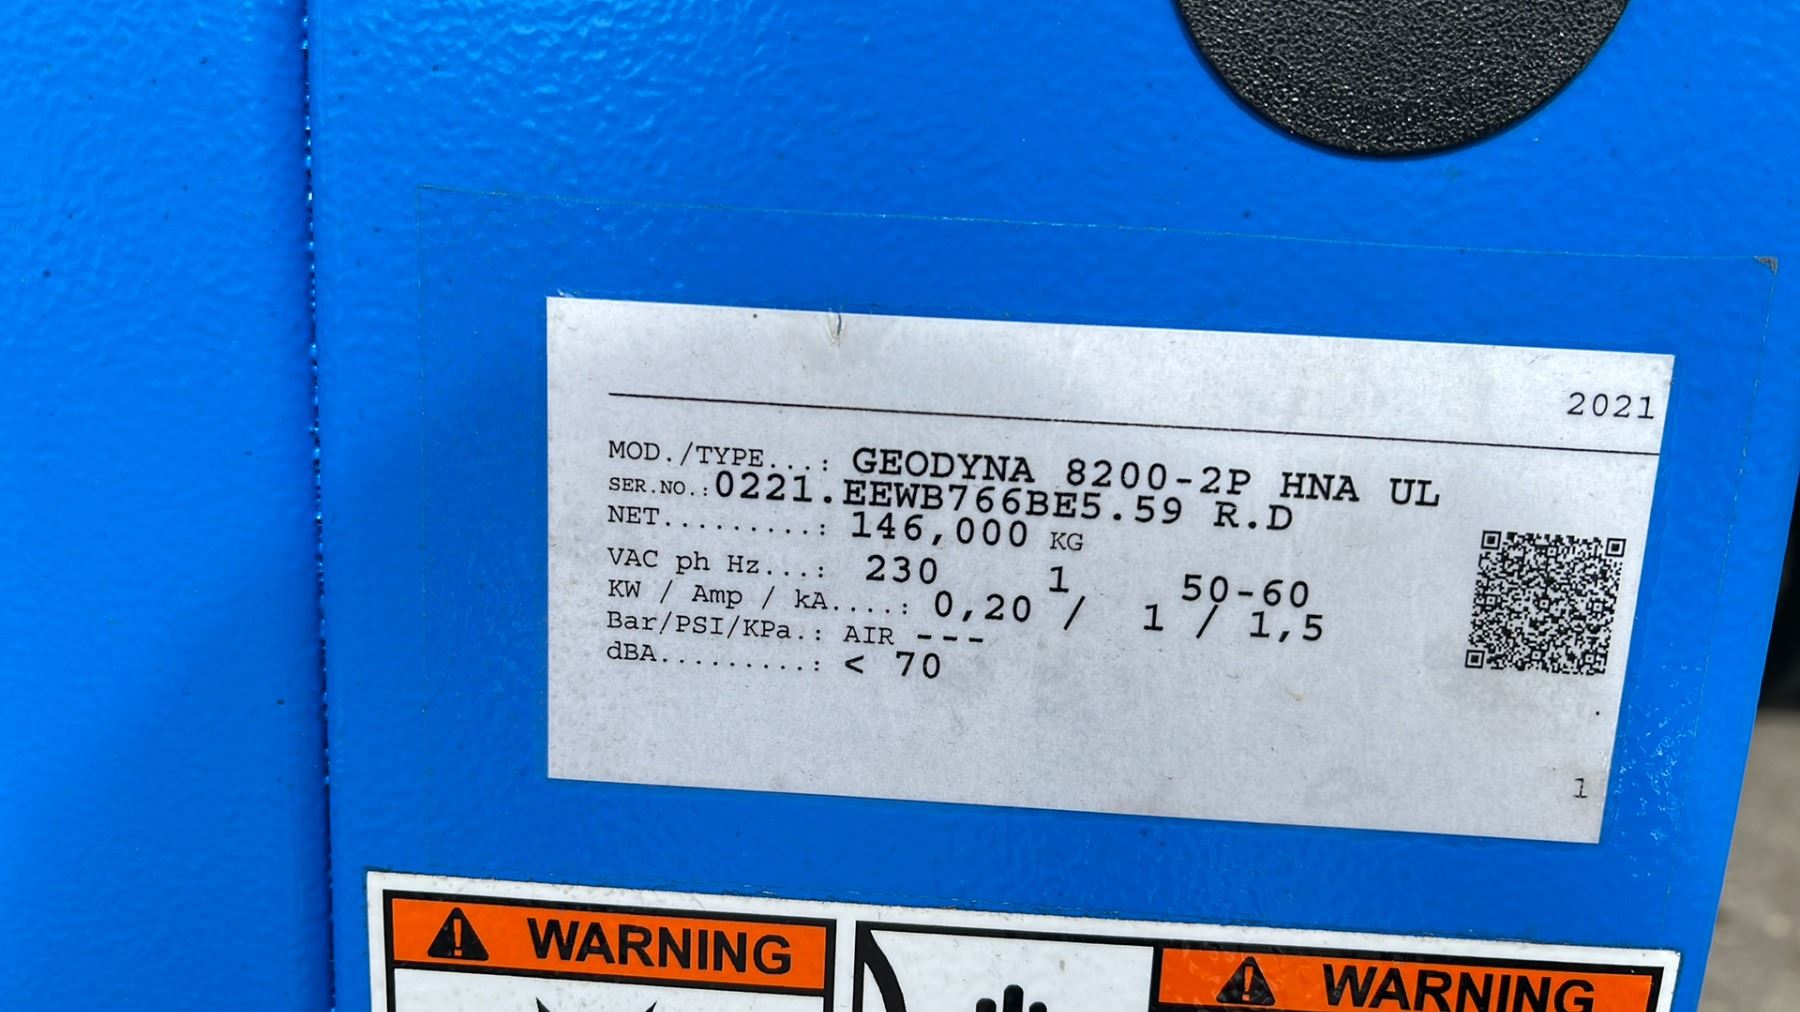 2021
MOD./TYPE...: GEODYNA 8200-2P HNA UL
SER.NO.:0221.EEWB766BE5.59 R.D
NET.........: 146,000 KG
VAC ph Hz...: 230 1 50-60
KW / Amp / kA....: 0,20 / 1 / 1,5
Bar/PSI/KPa.: AIR ---
dBA.........: < 70
1
WARNING
WARNING